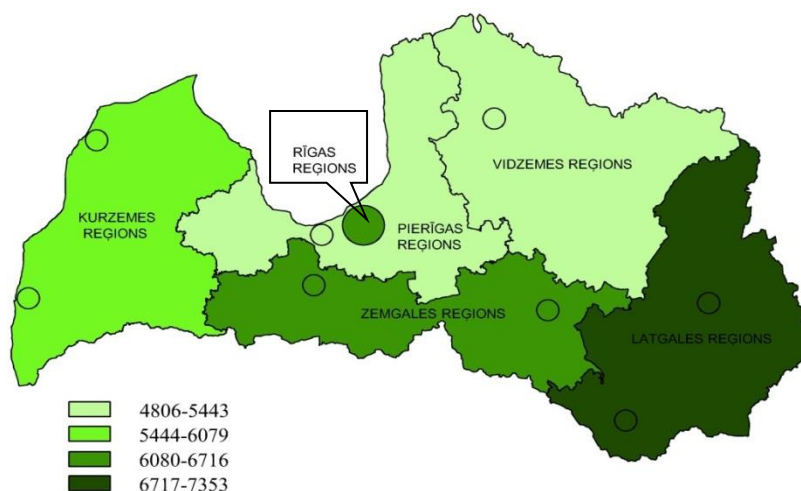 RĪGAS
REĢIONS
VIDZEMES REĢIONS
KURZEMES
REĢIONS
PIERĪGAS
REĢIONS
ZEMGALES REĢIONS
LATGALES REĢIONS
4806-5443
5444-6079
6080-6716
6717-7353